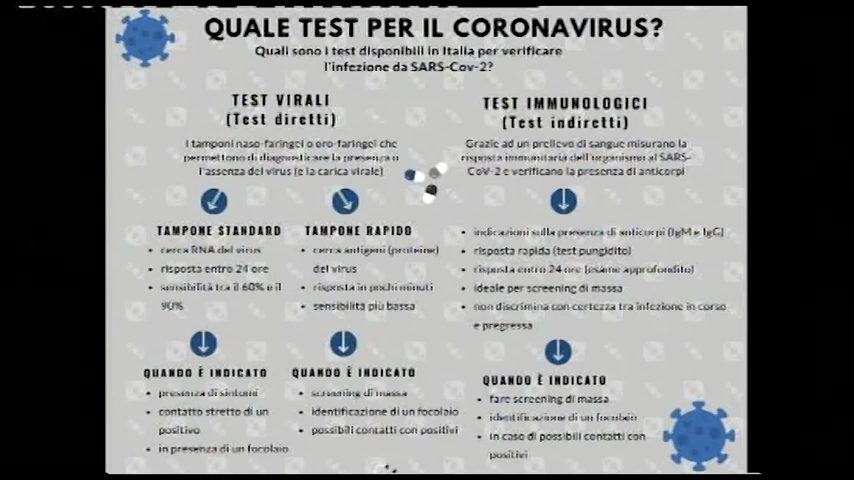 QUALE TEST PER IL CORONAVIRUS?
Quali sono i test disponibili in Italia per verificare
l'infezione da SARS-Cov-2?
TEST VIRALI
(Test diretti)
I tamponi naso-faringei o oro-faringei che
permettono di diagnosticare la presenza o
l'assenza del virus (e la carica virale)
TAMPONE STANDARD
cerca RNA del virus
risposta entro 24 ore
sensibilità tra il 60% e il
90%
QUANDO È INDICATO
presenza di sintomi
contatto stretto di un
positivo
in presenza di un focolaio
TAMPONE RAPIDO
cerca antigeni (proteine)
del virus
risposta in pochi minuti
sensibilità più bassa
QUANDO È INDICATO
screening di massa
identificazione di un focolaio
possibili contatti con positivi
TEST IMMUNOLOGICI
(Test indiretti)
Grazie ad un prelievo di sangue misurano la
risposta immunitaria dell'organismo al SARS-
CoV-2 e verificano la presenza di anticorpi
indicazioni sulla presenza di anticorpi (IgM e IgG)
risposta rapida (test pungidito)
risposta entro 24 ore (esame approfondito)
ideale per screening di massa
non discrimina con certezza tra infezione in corso
e pregressa
QUANDO È INDICATO
fare screening di massa
identificazione di un focolaio
in caso di possibili contatti con
positivi